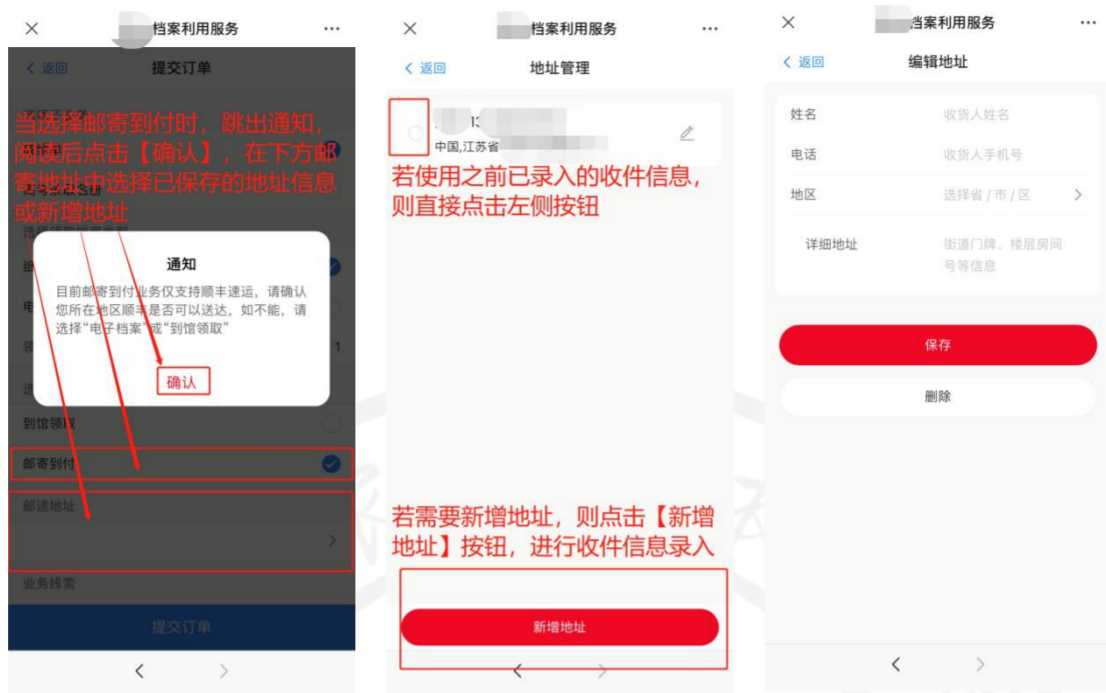 档案利用服务
返回
提交订单
当选择邮寄到付时，跳出通知，
阅读后点击【确认】，在下方邮
寄地址中选择已保存的地址信息
或新增地址
通知
目前邮寄到付业务仅支持顺丰速运，请确认
您所在地区顺丰是否可以送达，如不能，请
选择“电子档案”或“到馆领取”
1
确认
到馆领取
邮寄到付
邮递地址
业务线索
提交订单
档案利用服务
返回
地址管理
13
中国,江苏省
若使用之前已录入的收件信息，
则直接点击左侧按钮
若需要新增地址，则点击【新增
地址】按钮，进行收件信息录入
新增地址
档案利用服务
返回
编辑地址
姓名 收货人姓名
电话 收货人手机号
地区 选择省 / 市 / 区
详细地址 街道门牌、楼层房间
号等信息
保存
删除